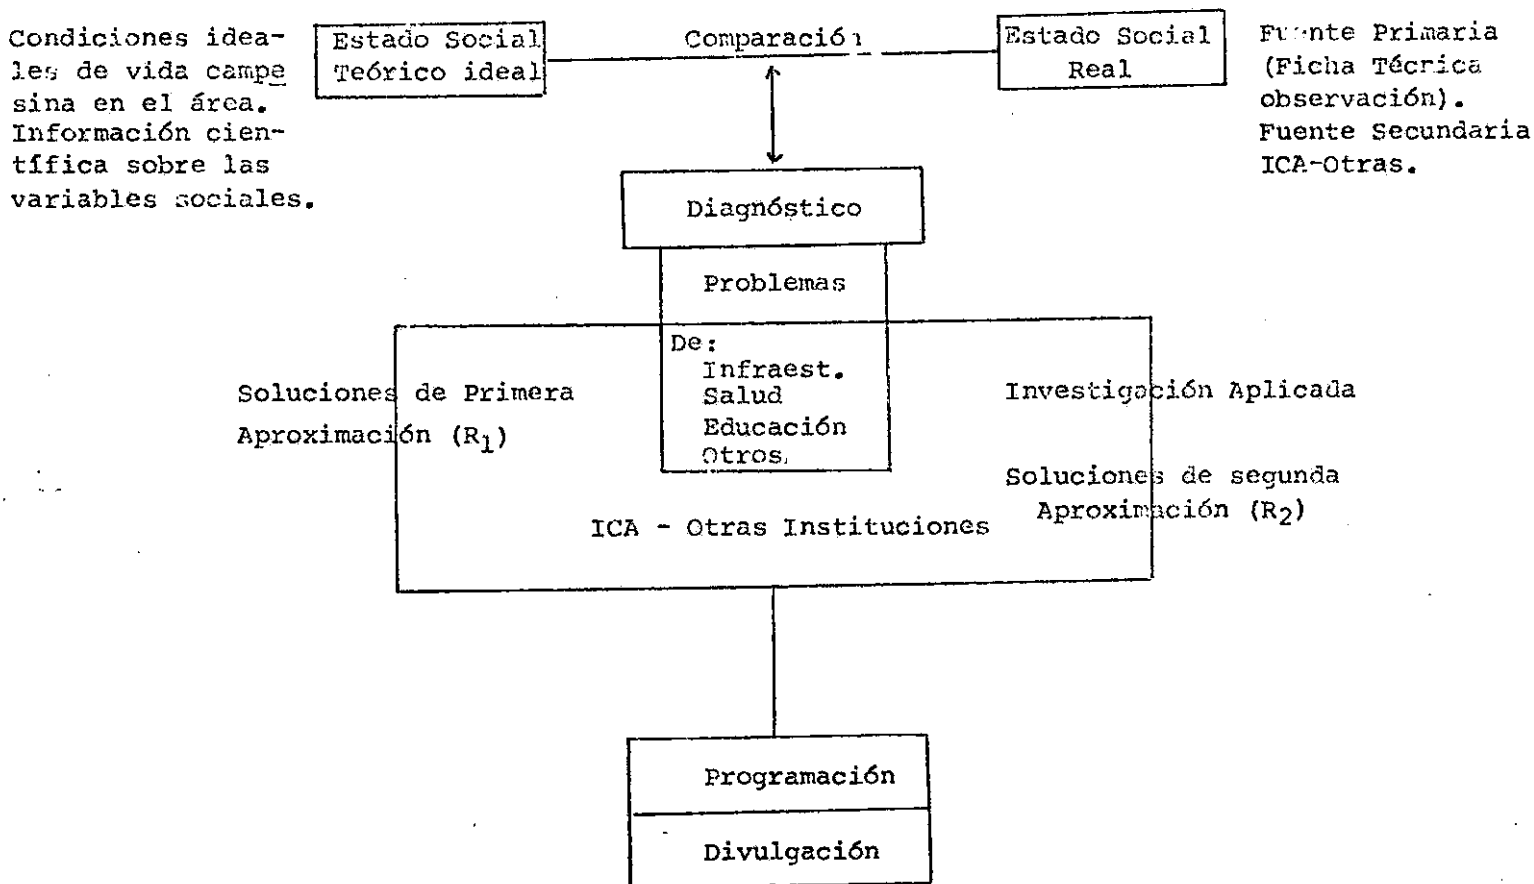 Condiciones idea-
les de vida campe
sina en el área.
Información cien-
tífica sobre las
variables sociales.
Estado Social
Teórico ideal
Comparación
Estado Social
Real
Fuente Primaria
(Ficha Técnica
observación).
Fuente Secundaria
ICA-Otras.
Diagnóstico
Problemas
De:
Infraest.
Salud
Educación
Otros.
Soluciones de Primera
Aproximación (R1)
Investigación Aplicada
Soluciones de segunda
Aproximación (R2)
ICA - Otras Instituciones
Programación
Divulgación